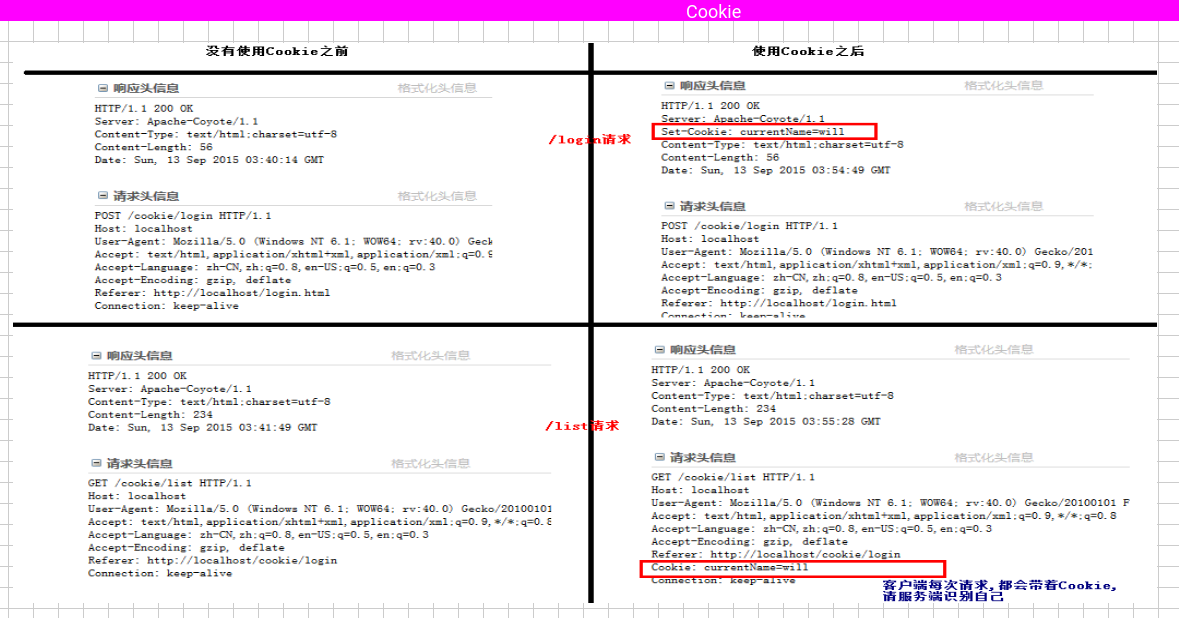 Cookie
没有使用Cookie之前
使用Cookie之后
响应头信息 格式化头信息
HTTP/1.1 200 OK
Server: Apache-Coyote/1.1
Content-Type: text/html;charset=utf-8
Content-Length: 56
Date: Sun, 13 Sep 2015 03:40:14 GMT
请求头信息 格式化头信息
POST /cookie/login HTTP/1.1
Host: localhost
User-Agent: Mozilla/5.0 (Windows NT 6.1; WOW64; rv:40.0) Geck
Accept: text/html,application/xhtml+xml,application/xml;q=0.9
Accept-Language: zh-CN,zh;q=0.8,en-US;q=0.5,en;q=0.3
Accept-Encoding: gzip, deflate
Referer: http://localhost/login.html
Connection: keep-alive
/login请求
响应头信息 格式化头信息
HTTP/1.1 200 OK
Server: Apache-Coyote/1.1
Set-Cookie: currentName=will
Content-Type: text/html;charset=utf-8
Content-Length: 56
Date: Sun, 13 Sep 2015 03:54:49 GMT
请求头信息 格式化头信息
POST /cookie/login HTTP/1.1
Host: localhost
User-Agent: Mozilla/5.0 (Windows NT 6.1; WOW64; rv:40.0) Gecko/201
Accept: text/html,application/xhtml+xml,application/xml;q=0.9,*/*;
Accept-Language: zh-CN,zh;q=0.8,en-US;q=0.5,en;q=0.3
Accept-Encoding: gzip, deflate
Referer: http://localhost/login.html
Connection: keep-alive
响应头信息 格式化头信息
HTTP/1.1 200 OK
Server: Apache-Coyote/1.1
Content-Type: text/html;charset=utf-8
Content-Length: 234
Date: Sun, 13 Sep 2015 03:41:49 GMT
请求头信息 格式化头信息
GET /cookie/list HTTP/1.1
Host: localhost
User-Agent: Mozilla/5.0 (Windows NT 6.1; WOW64; rv:40.0) Gecko/20100101
Accept: text/html,application/xhtml+xml,application/xml;q=0.9,*/*;q=0.8
Accept-Language: zh-CN,zh;q=0.8,en-US;q=0.5,en;q=0.3
Accept-Encoding: gzip, deflate
Referer: http://localhost/cookie/login
Connection: keep-alive
/list请求
响应头信息 格式化头信息
HTTP/1.1 200 OK
Server: Apache-Coyote/1.1
Content-Type: text/html;charset=utf-8
Content-Length: 234
Date: Sun, 13 Sep 2015 03:55:28 GMT
请求头信息 格式化头信息
GET /cookie/list HTTP/1.1
Host: localhost
User-Agent: Mozilla/5.0 (Windows NT 6.1; WOW64; rv:40.0) Gecko/20100101 F
Accept: text/html,application/xhtml+xml,application/xml;q=0.9,*/*;q=0.8
Accept-Language: zh-CN,zh;q=0.8,en-US;q=0.5,en;q=0.3
Accept-Encoding: gzip, deflate
Referer: http://localhost/cookie/login
Cookie: currentName=will
Connection: keep-alive
客户端每次请求,都会带着Cookie,
请服务端识别自己